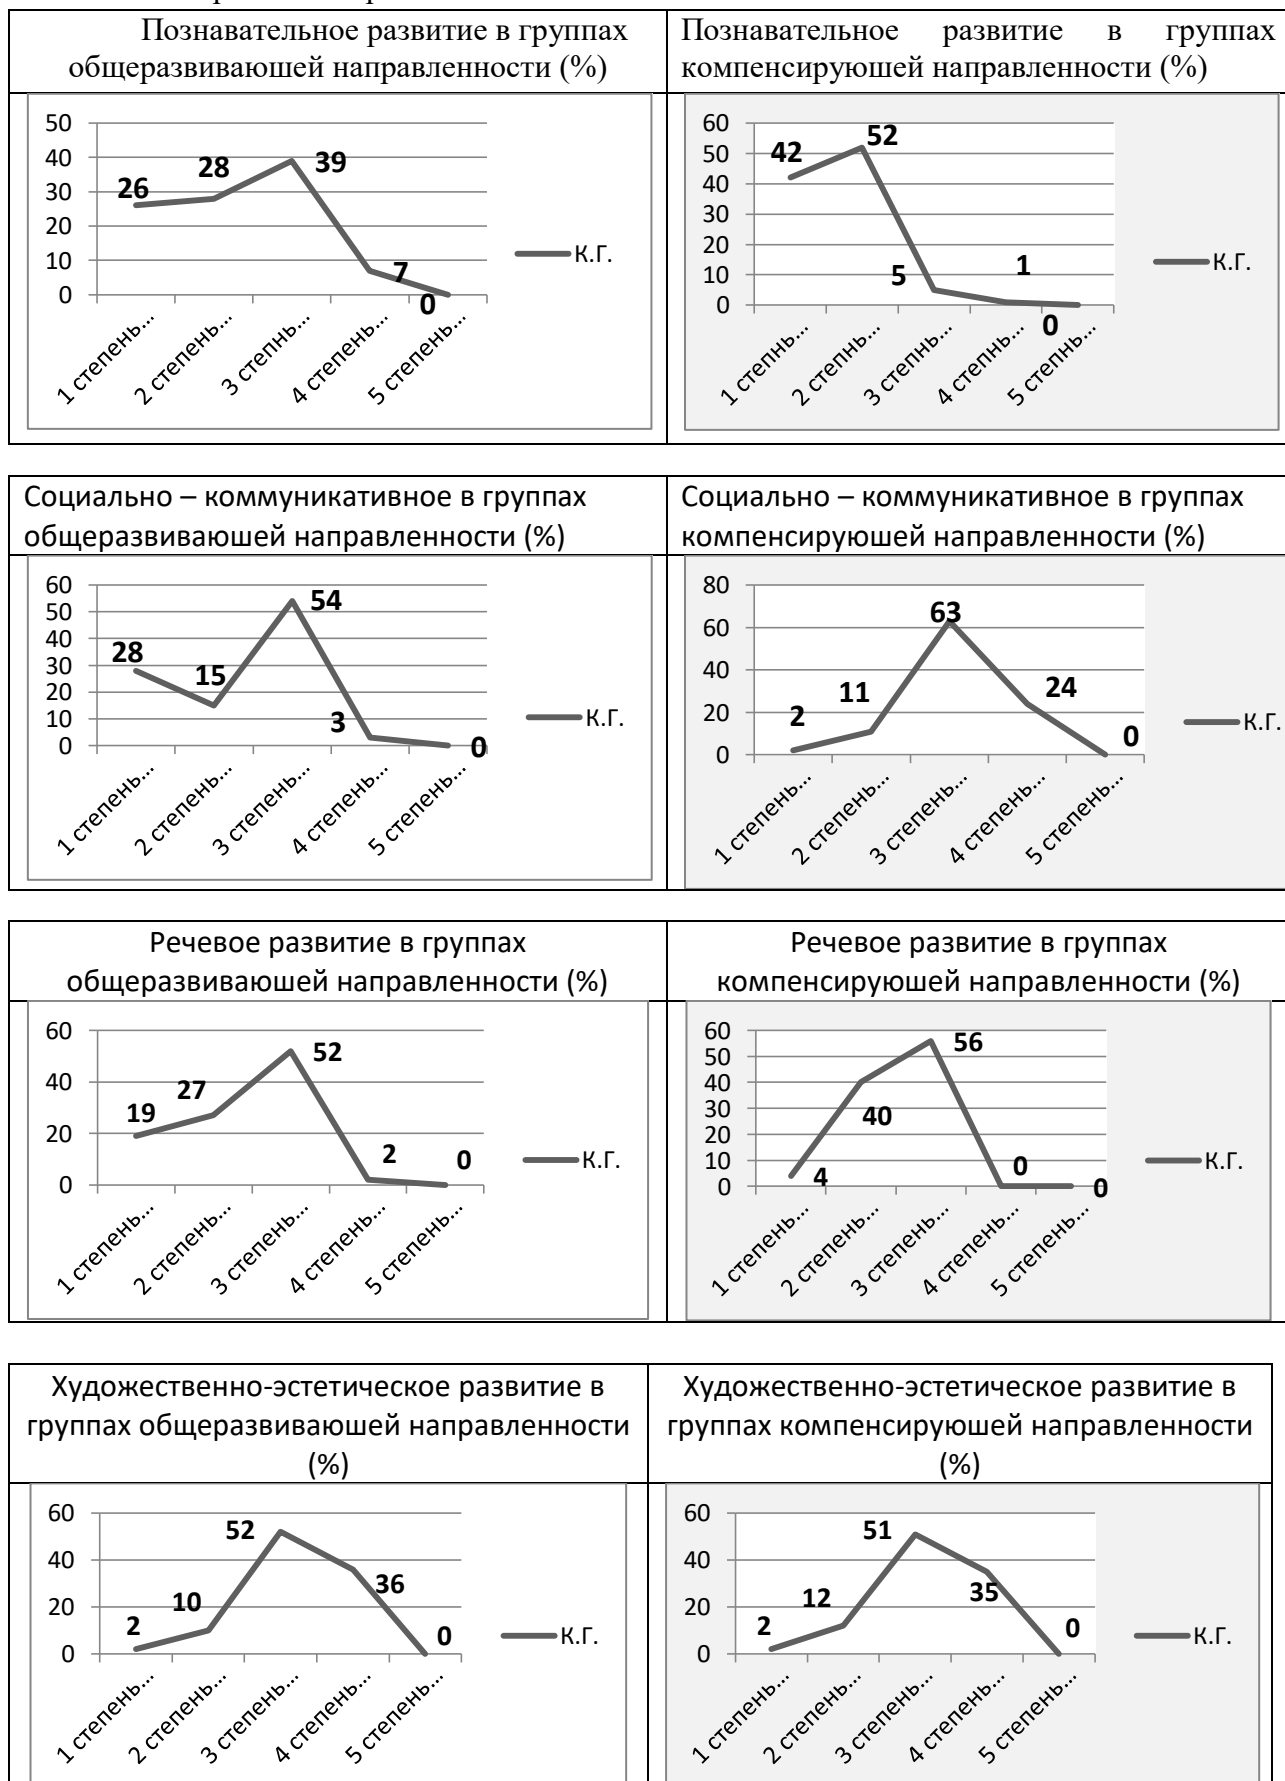 Познавательное развитие в группах
общеразвиваюшей направленности (%)
Познавательное развитие в группах
компенсируюшей направленности (%)
50
40
30
20
10
0
26
28
39
7
0
К.Г.
1 степень...
2 степень...
3 степнь...
4 степень...
5 степень...
60
50
40
30
20
10
0
42
52
5
1
0
К.Г.
1 степнь...
2 степнь...
3 степнь...
4 степнь...
5 степнь...
Социально – коммуникативное в группах
общеразвиваюшей направленности (%)
Социально – коммуникативное в группах
компенсируюшей направленности (%)
60
50
40
30
20
10
0
28
15
54
3
0
К.Г.
1 степень...
2 степень...
3 степень...
4 степень...
5 степень...
80
60
40
20
0
2
11
63
24
0
К.Г.
1 степень...
2 степень...
3 степень...
4 степень...
5 степень...
Речевое развитие в группах
общеразвиваюшей направленности (%)
Речевое развитие в группах
компенсируюшей направленности (%)
60
40
20
0
19
27
52
2
0
К.Г.
1 степень...
2 степень...
3 степень...
4 степень...
5 степень...
60
50
40
30
20
10
0
4
40
56
0
0
К.Г.
1 степень...
2 степень...
3 степень...
4 степень...
5 степень...
Художественно-эстетическое развитие в
группах общеразвиваюшей направленности
(%)
Художественно-эстетическое развитие в
группах компенсируюшей направленности
(%)
60
40
20
0
2
10
52
36
0
К.Г.
1 степень...
2 степень...
3 степень...
4 степень...
5 степень...
60
40
20
0
2
12
51
35
0
К.Г.
1 степень...
2 степень...
3 степень...
4 степень...
5 степень...